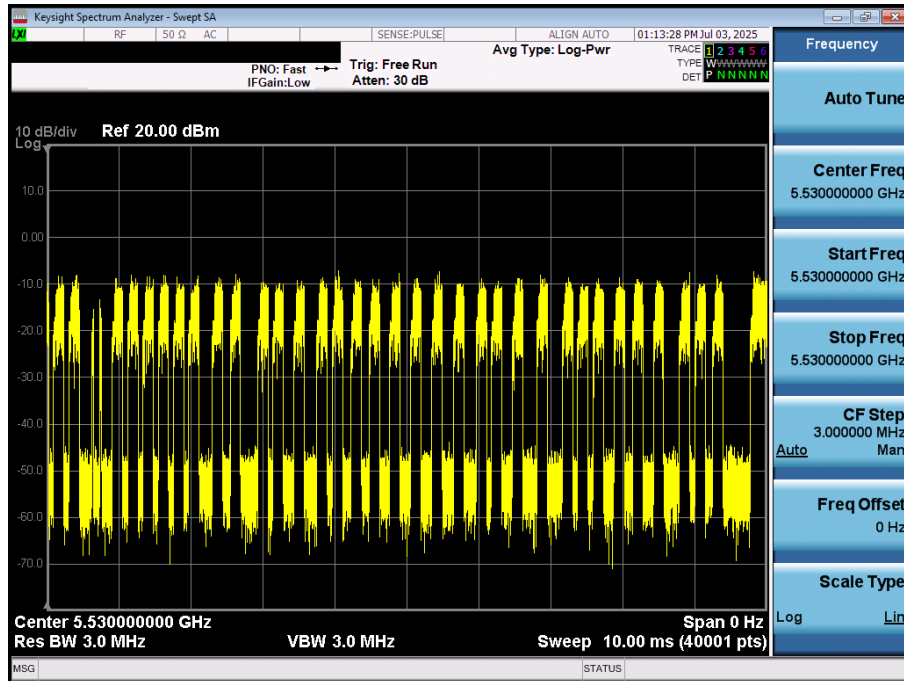 Keysight Spectrum Analyzer - Swept SA
LXI RF 50 Ω AC SENSE:PULSE ALIGN AUTO 01:13:28 PM Jul 03, 2025
Avg Type: Log-Pwr
TRACE 1 2 3 4 5 6
PNO: Fast Trig: Free Run
TYPE WWWWWW
IFGain:Low Atten: 30 dB
DET P N N N N N
Frequency
Auto Tune
Center Freq
5.530000000 GHz
Start Freq
5.530000000 GHz
Stop Freq
5.530000000 GHz
CF Step
3.000000 MHz
Auto Man
Freq Offset
0 Hz
Scale Type
Log Lin
10 dB/div Ref 20.00 dBm
Log
10.0
0.00
-10.0
-20.0
-30.0
-40.0
-50.0
-60.0
-70.0
Center 5.530000000 GHz Span 0 Hz
Res BW 3.0 MHz VBW 3.0 MHz Sweep 10.00 ms (40001 pts)
MSG STATUS